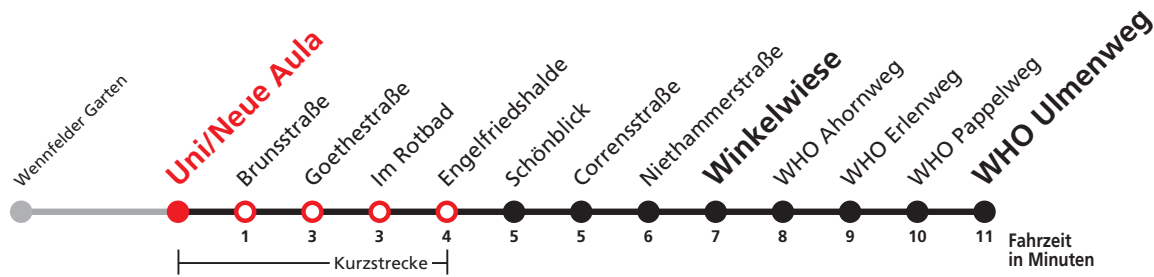 Wennfelder Garten
Uni/Neue Aula
Brunsstraße
Goethestraße
Im Rotbad
Engelfriedshalde
Schönblick
Corrensstraße
Niethammerstraße
Winkelwiese
WHO Ahornweg
WHO Erlenweg
WHO Pappelweg
WHO Ulmenweg
1 3 3 4 5 5 6 7 8 9 10 11
Fahrzeit
in Minuten
Kurzstrecke